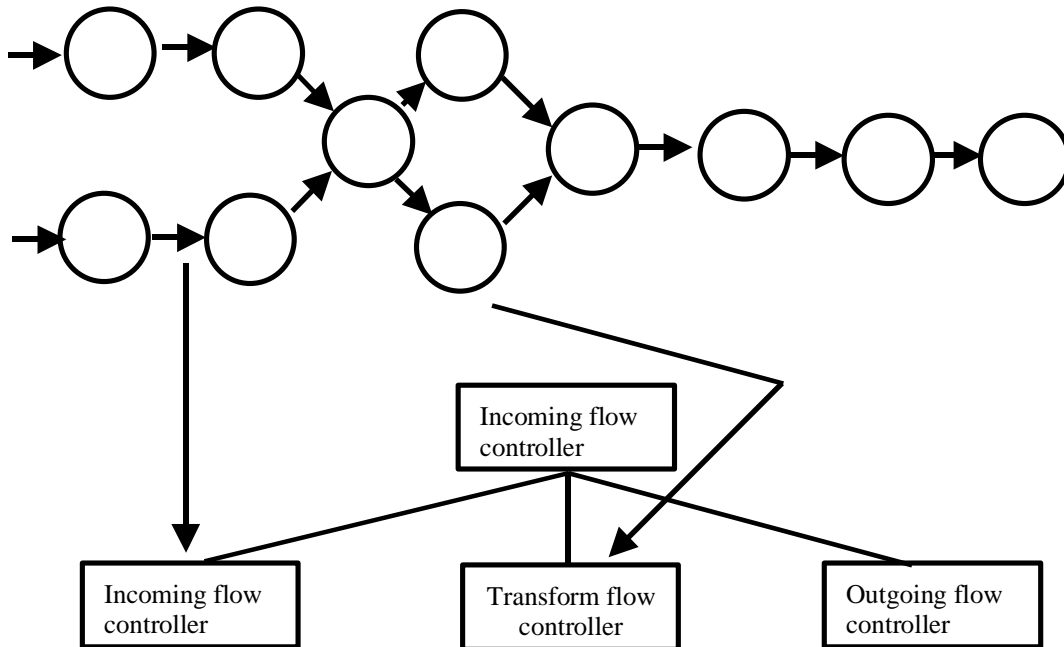 Incoming flow
controller
Incoming flow
controller
Transform flow
controller
Outgoing flow
controller